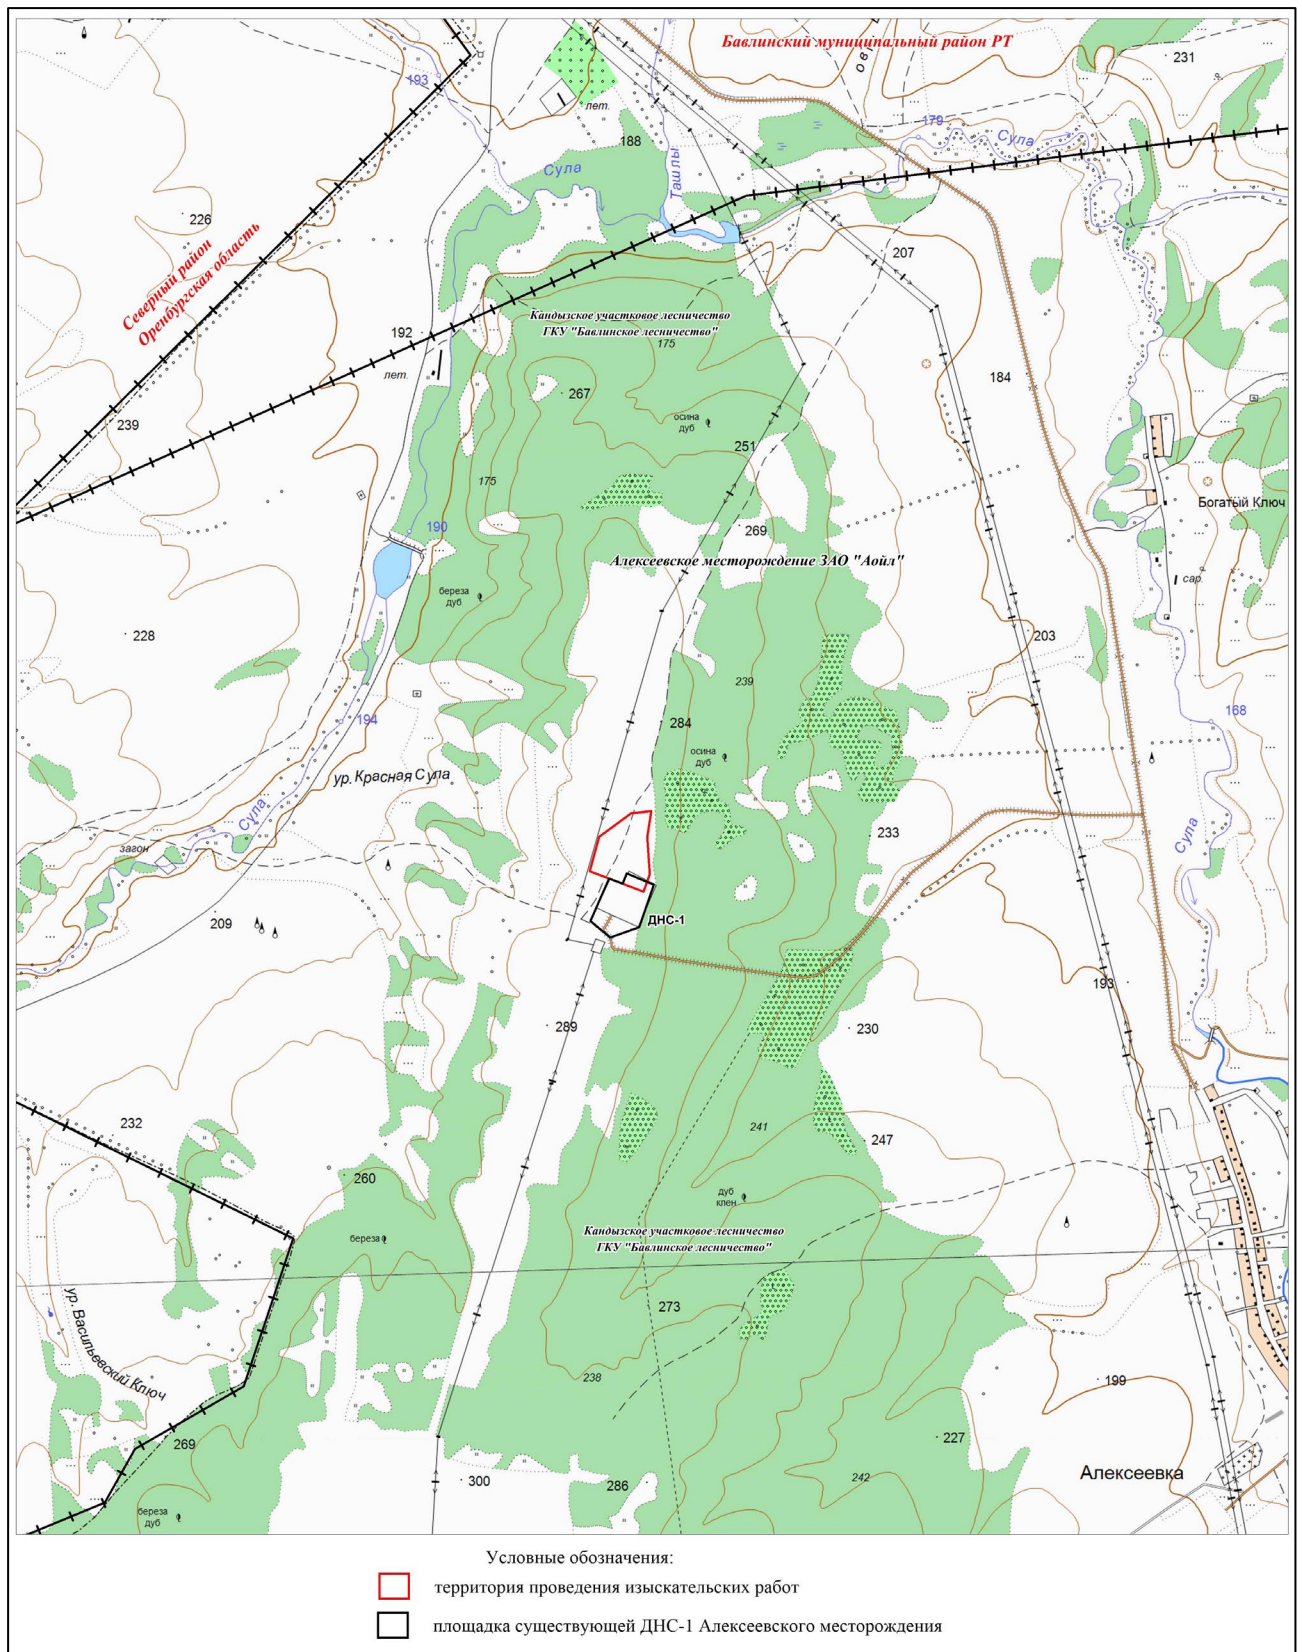 Бавлинский муниципальный район РТ
231
193
лет.
179
Сула
188
Сула
Ташлы
226
207
Северный район
Оренбургская область
Кандызское участковое лесничество
ГКУ "Бавлинское лесничество"
192
175
лет.
184
267
239
осина
дуб
251
175
Богатый Ключ
190
269
Алексеевское месторождение ЗАО "Аойл"
сар.
береза
дуб
228
203
239
194
284
168
осина
дуб
ур. Красная Сула
Сула
233
Сула
загон
209
ДНС-1
193
289
230
232
241
247
260
дуб
клен
береза
Кандызское участковое лесничество
ГКУ "Бавлинское лесничество"
ур. Васильевский Ключ
273
238
199
269
227
300
286
242
Алексеевка
береза
дуб
Условные обозначения:
территория проведения изыскательских работ
площадка существующей ДНС-1 Алексеевского месторождения